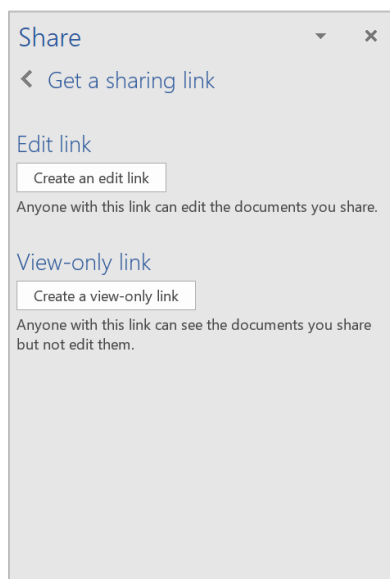 Share
Get a sharing link
Edit link
Create an edit link
Anyone with this link can edit the documents you share.
View-only link
Create a view-only link
Anyone with this link can see the documents you share
but not edit them.